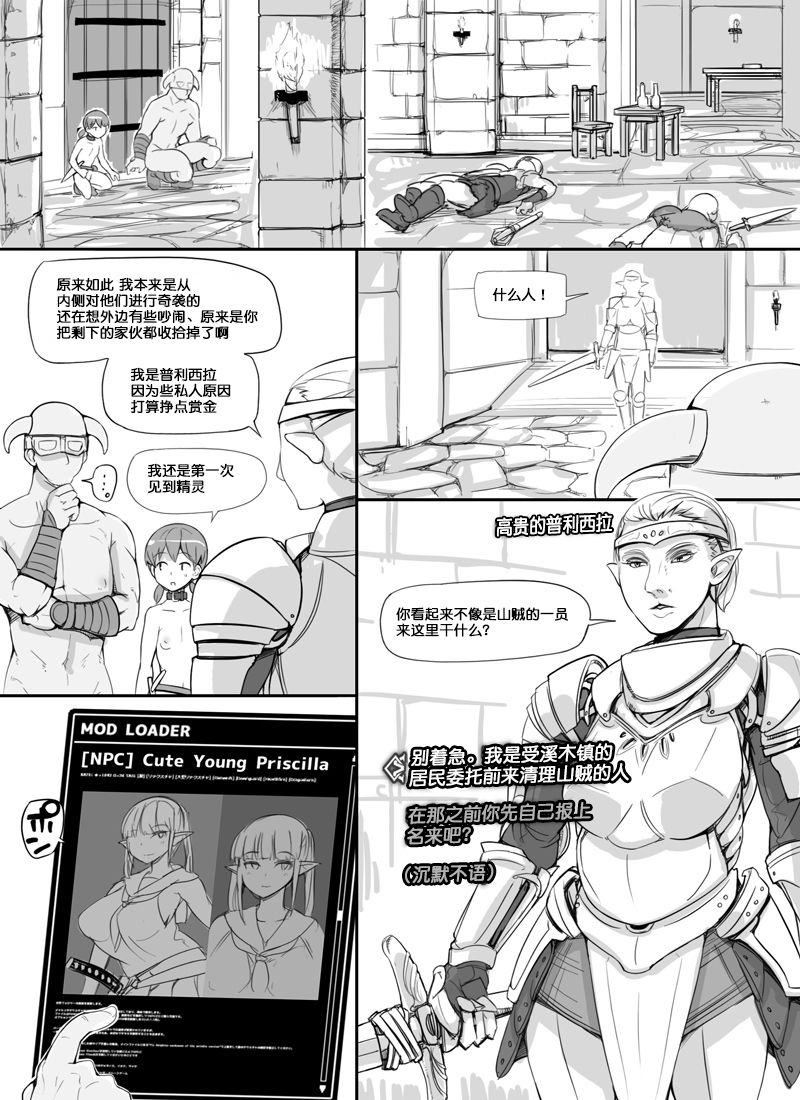 什么人！
原来如此 我本来是从
内侧对他们进行奇袭的
还在想外边有些吵闹、原来是你
把剩下的家伙都收拾掉了啊
我是普利西拉
因为些私人原因
打算挣点赏金
...
我还是第一次
见到精灵
高贵的普利西拉
你看起来不像是山贼的一员
来这里干什么?
别着急。我是受溪木镇的
居民委托前来清理山贼的人
在那之前你先自己报上
名来吧?
（沉默不语）
MOD LOADER
[NPC] Cute Young Priscilla
ポン